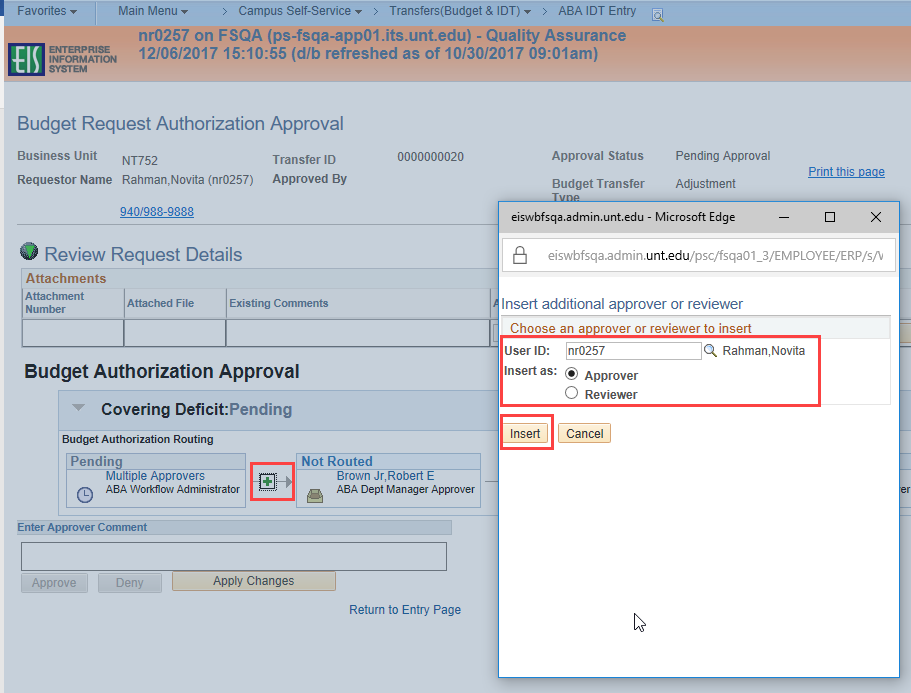 Favorites Main Menu > Campus Self-Service > Transfers(Budget & IDT) > ABA IDT Entry
nr0257 on FSQA (ps-fsqa-app01.its.unt.edu) - Quality Assurance
12/06/2017 15:10:55 (d/b refreshed as of 10/30/2017 09:01am)
EIS ENTERPRISE
INFORMATION
SYSTEM
Budget Request Authorization Approval
Business Unit NT752 Transfer ID 0000000020 Approval Status Pending Approval
Requestor Name Rahman,Novita (nr0257) Approved By Budget Transfer Type Adjustment
Print this page
940/988-9888
Review Request Details
Attachments
Attachment Number Attached File Existing Comments
Budget Authorization Approval
Covering Deficit:Pending
Budget Authorization Routing
Pending Not Routed
Multiple Approvers Brown Jr,Robert E
ABA Workflow Administrator ABA Dept Manager Approver
Enter Approver Comment
Approve Deny Apply Changes
Return to Entry Page
eiswbfsqa.admin.unt.edu - Microsoft Edge
eiswbfsqa.admin.unt.edu/psc/fsqa01_3/EMPLOYEE/ERP/s/
Insert additional approver or reviewer
Choose an approver or reviewer to insert
User ID: nr0257 Rahman,Novita
Insert as: Approver
Reviewer
Insert Cancel